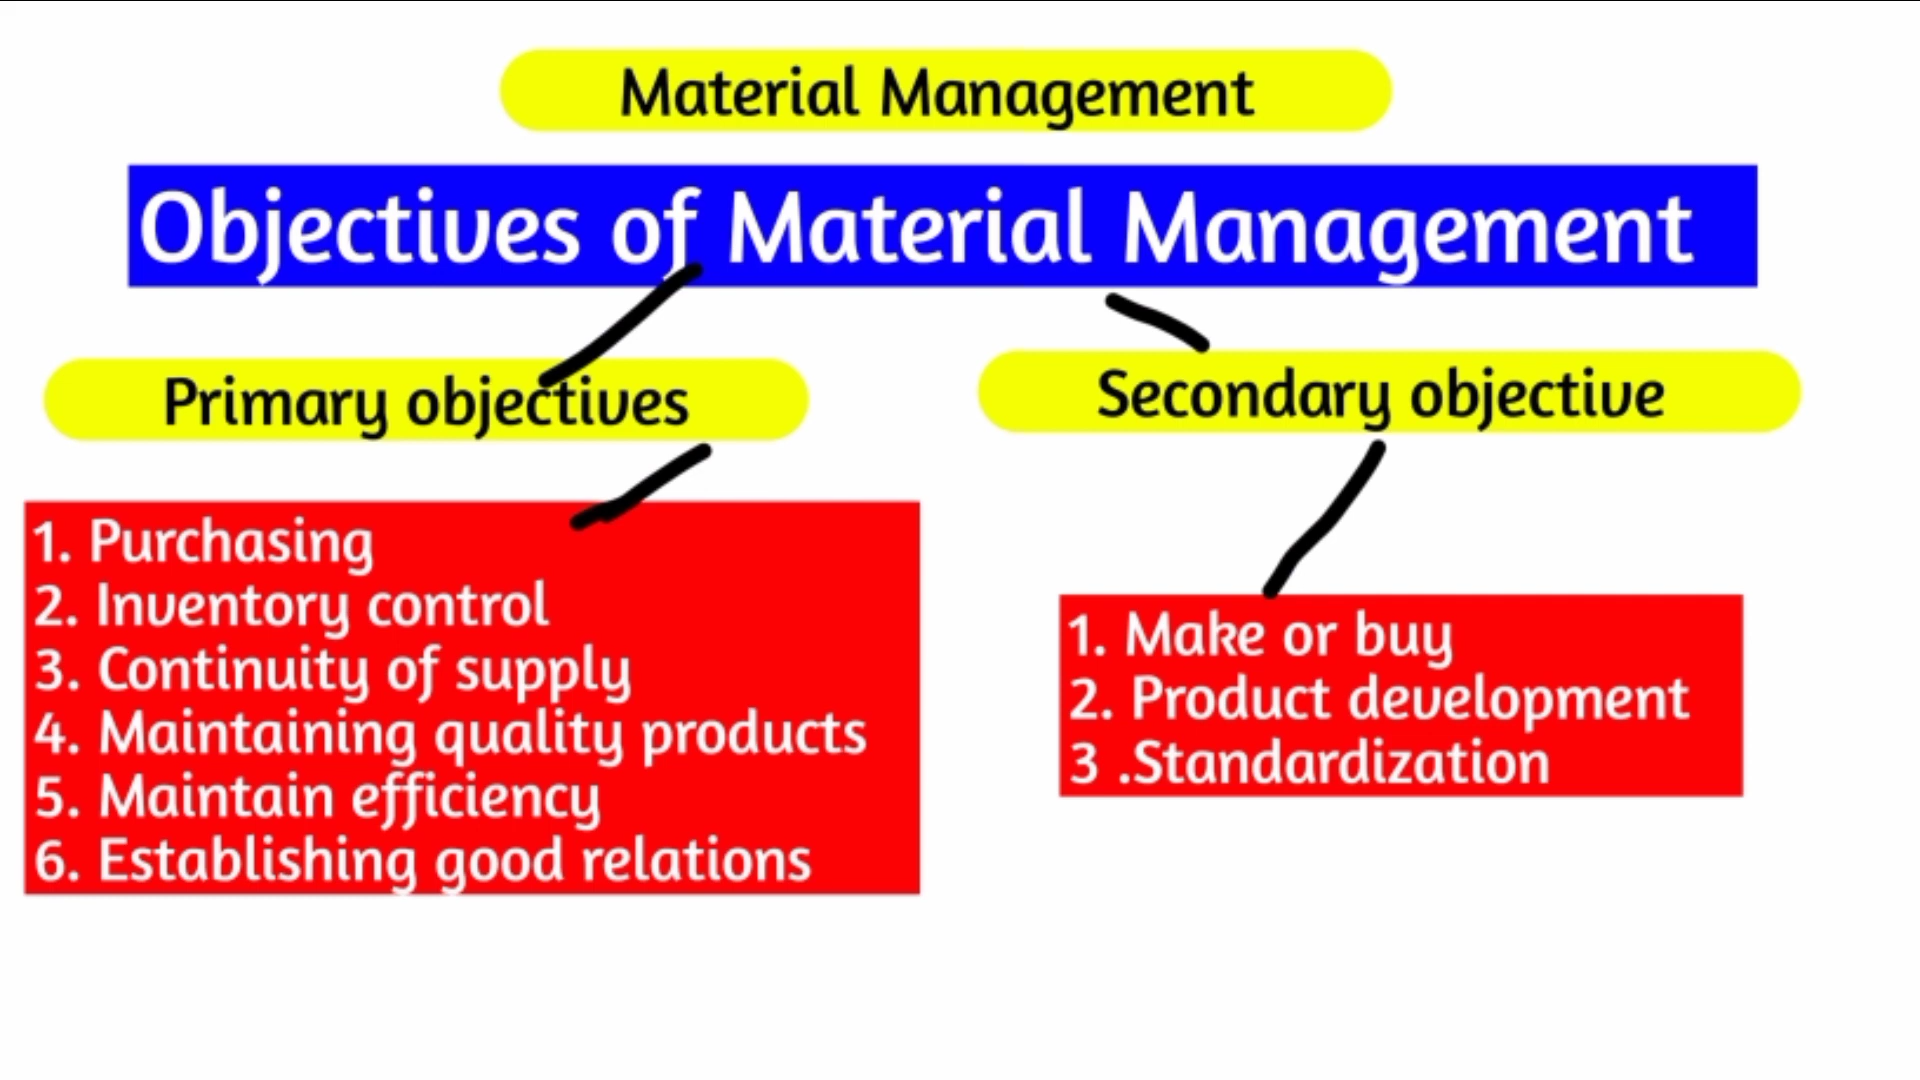 Material Management
Objectives of Material Management
Primary objectives
1. Purchasing
2. Inventory control
3. Continuity of supply
4. Maintaining quality products
5. Maintain efficiency
6. Establishing good relations
Secondary objective
1. Make or buy
2. Product development
3 .Standardization